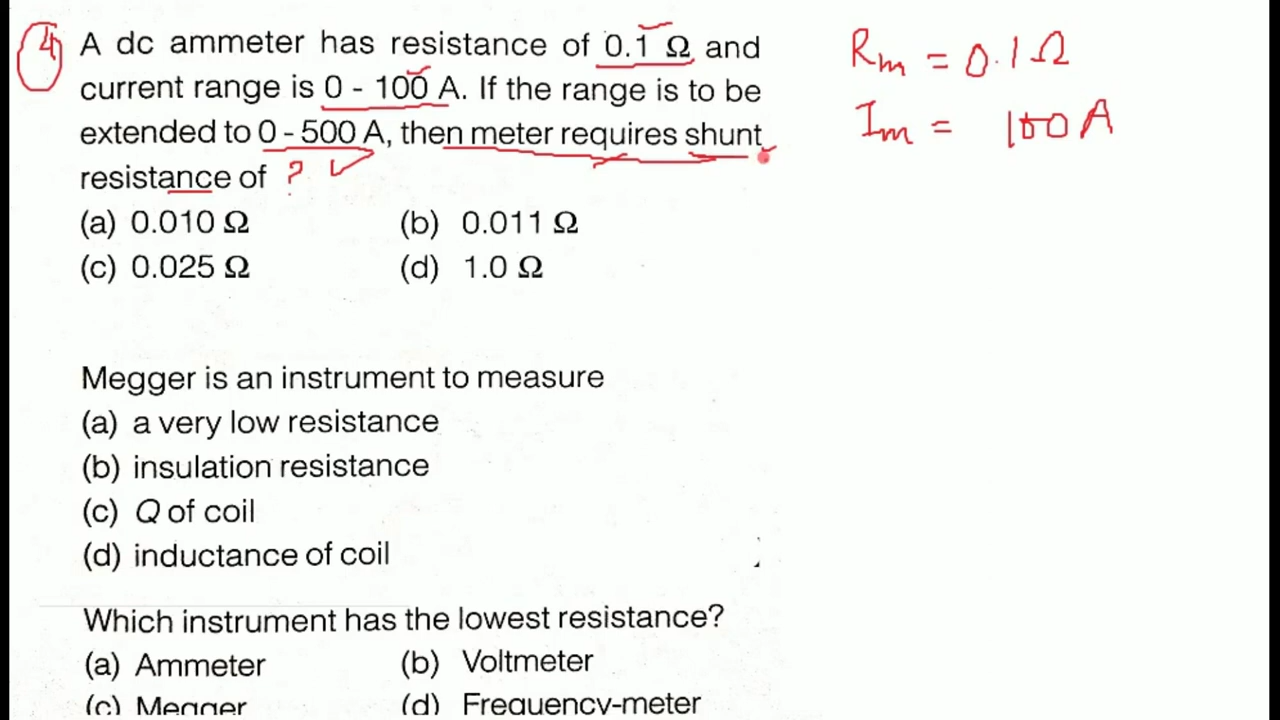 4 A dc ammeter has resistance of 0.1 Ω and
current range is 0 - 100 A. If the range is to be
extended to 0 - 500 A, then meter requires shunt
resistance of ?
(a) 0.010 Ω (b) 0.011 Ω
(c) 0.025 Ω (d) 1.0 Ω
Rm = 0.1 Ω
Im = 100 A
Megger is an instrument to measure
(a) a very low resistance
(b) insulation resistance
(c) Q of coil
(d) inductance of coil
Which instrument has the lowest resistance?
(a) Ammeter (b) Voltmeter
(c) Megger (d) Frequency-meter